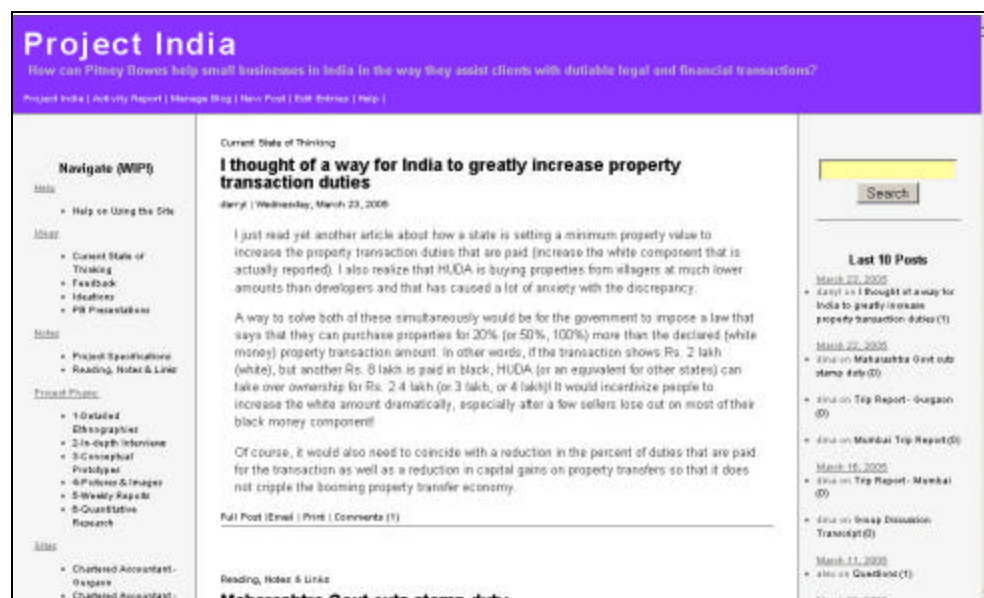 Project India
How can Pitney Bowes help small businesses in India in the way they assist clients with dutiable legal and financial transactions?
Project India | Activity Report | Manage Blog | New Post | Edit Entries | Help |
Navigate (WIP!)
Help
Help on Using the Site
Ideas
Current State of
Thinking
Feedback
Ideations
PB Presentations
Notes
Project Specifications
Reading, Notes & Links
Project Phases
1-Detailed
Ethnographies
2-In-depth Interviews
3-Conceptual
Prototypes
4-Pictures & Images
5-Weekly Reports
6-Quantitative
Research
Sites
Chartered Accountant-
Gurgaon
Chartered Accountant-
Current State of Thinking
I thought of a way for India to greatly increase property
transaction duties
darryl | Wednesday, March 23, 2005
I just read yet another article about how a state is setting a minimum property value to
increase the property transaction duties that are paid (increase the white component that is
actually reported). I also realize that HUDA is buying properties from villagers at much lower
amounts than developers and that has caused a lot of anxiety with the discrepancy.
A way to solve both of these simultaneously would be for the government to impose a law that
says that they can purchase properties for 20% (or 50%, 100%) more than the declared (white
money) property transaction amount. In other words, if the transaction shows Rs. 2 lakh
(white), but another Rs. 8 lakh is paid in black, HUDA (or an equivalent for other states) can
take over ownership for Rs. 2.4 lakh (or 3 lakh, or 4 lakh)! It would incentivize people to
increase the white amount dramatically, especially after a few sellers lose out on most of their
black money component!
Of course, it would also need to coincide with a reduction in the percent of duties that are paid
for the transaction as well as a reduction in capital gains on property transfers so that it does
not cripple the booming property transfer economy.
Full Post |Email | Print | Comments (1)
Reading, Notes & Links
Maharashtra Govt cuts stamp duty
Search
Last 10 Posts
March 23, 2005
darryl on I thought of a way for
India to greatly increase
property transaction duties (1)
March 22, 2005
dina on Maharashtra Govt cuts
stamp duty (0)
dina on Trip Report- Gurgaon
(0)
dina on Mumbai Trip Report (0)
March 16, 2005
dina on Trip Report- Mumbai
(0)
dina on Group Discussion
Transcript (0)
March 11, 2005
alex on Questions (1)